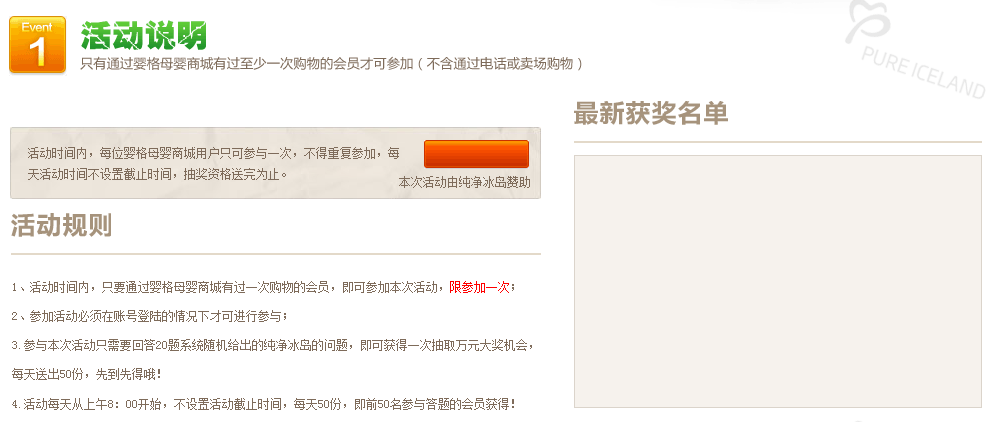 Event
1
活动说明
只有通过婴格母婴商城有过至少一次购物的会员才可参加（不含通过电话或卖场购物）
PURE ICELAND
活动时间内，每位婴格母婴商城用户只可参与一次，不得重复参加，每
天活动时间不设置截止时间，抽奖资格送完为止。
本次活动由纯净冰岛赞助
活动规则
1、活动时间内，只要通过婴格母婴商城有过一次购物的会员，即可参加本次活动，限参加一次；
2、参加活动必须在账号登陆的情况下才可进行参与；
3.参与本次活动只需要回答20题系统随机给出的纯净冰岛的问题，即可获得一次抽取万元大奖机会，
每天送出50份，先到先得哦！
4.活动每天从上午8：00开始，不设置活动截止时间，每天50份，即前50名参与答题的会员获得！
最新获奖名单